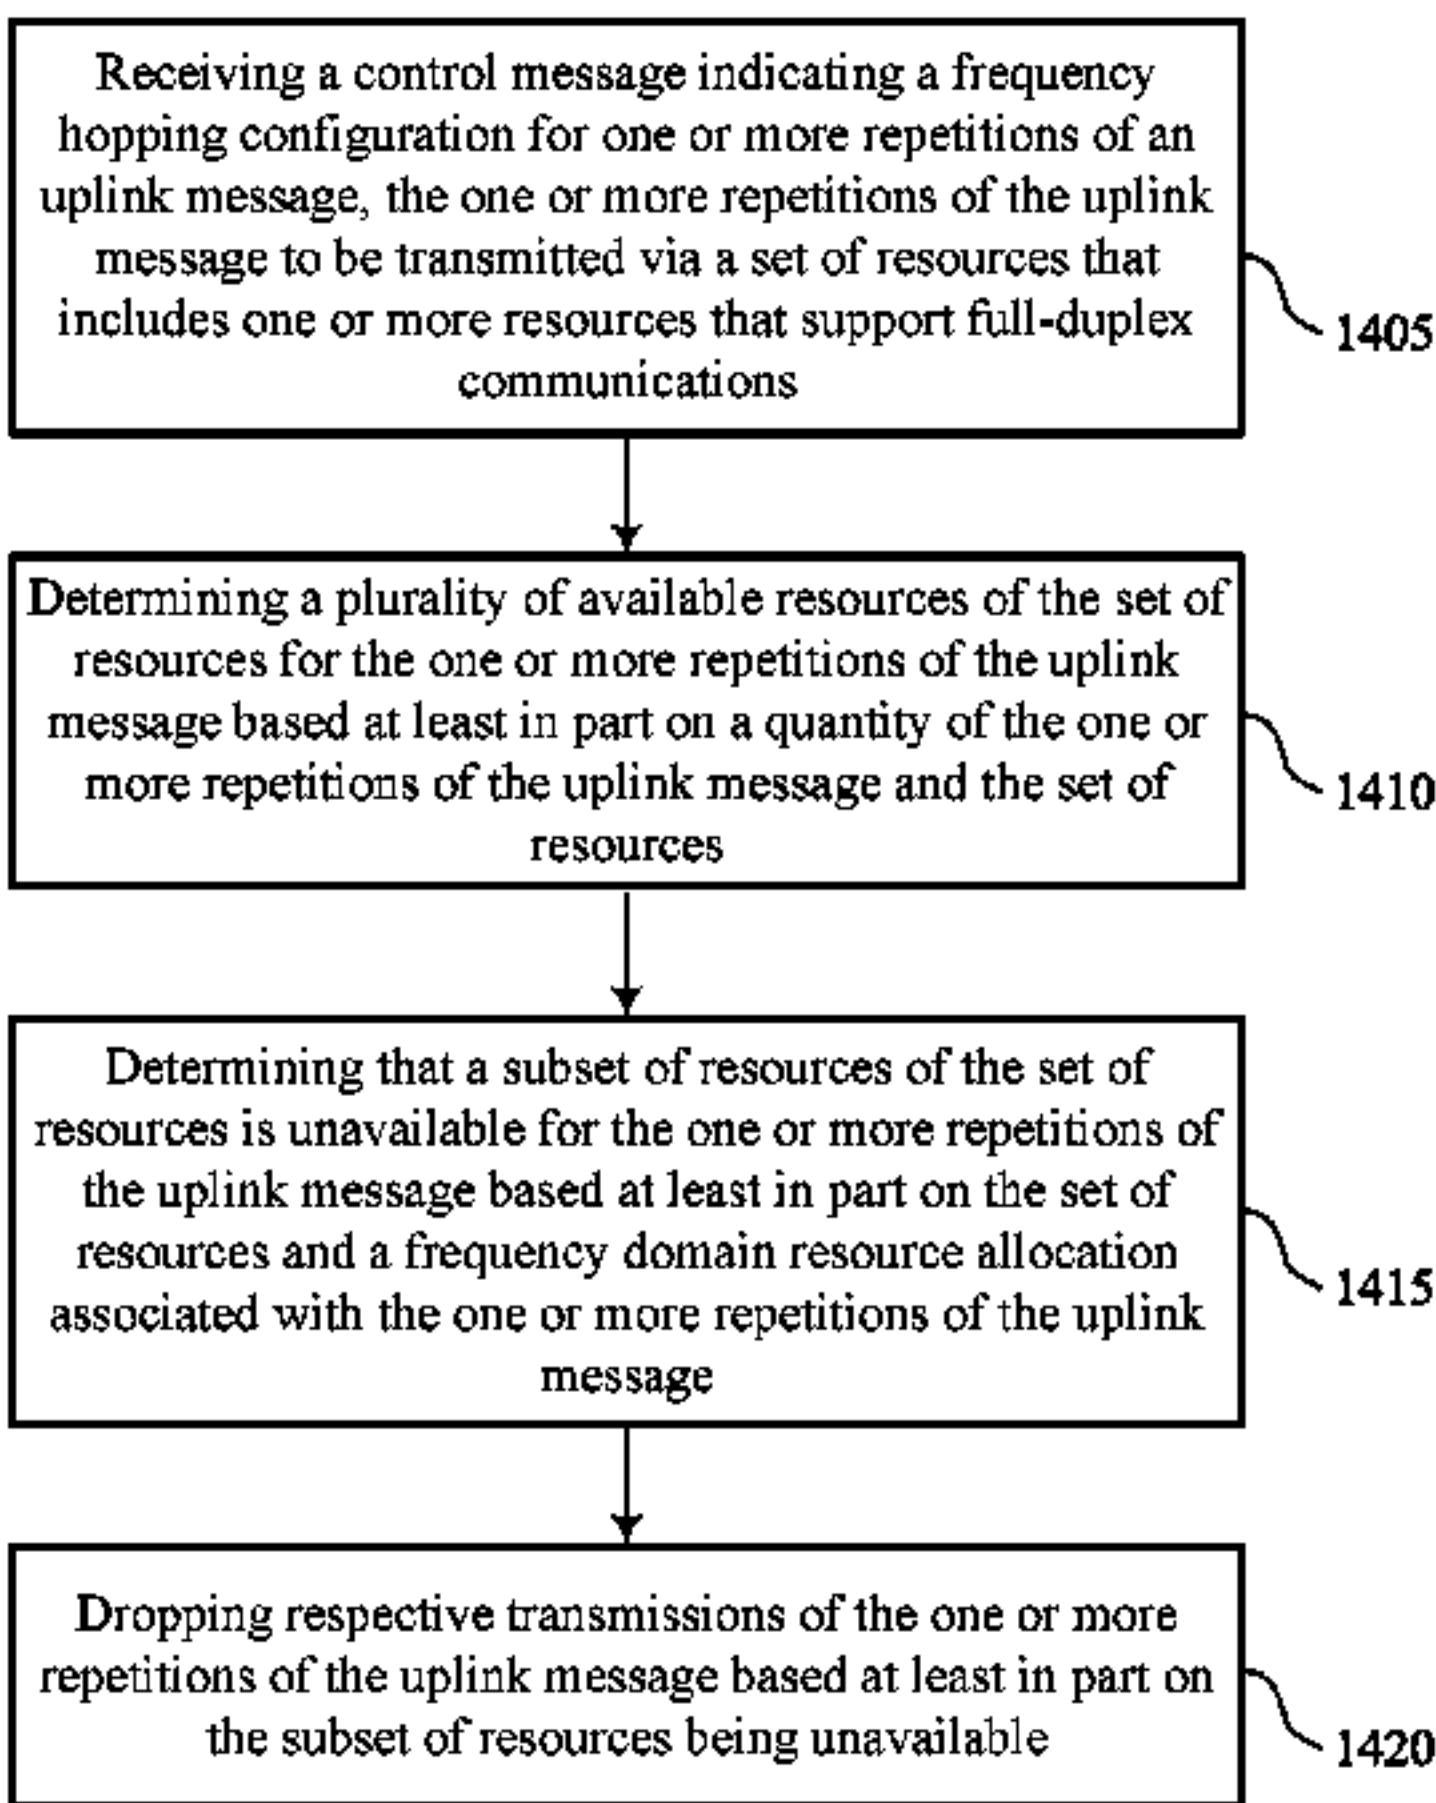 Receiving a control message indicating a frequency
hopping configuration for one or more repetitions of an
uplink message, the one or more repetitions of the uplink
message to be transmitted via a set of resources that
includes one or more resources that support full-duplex
communications
1405
Determining a plurality of available resources of the set of
resources for the one or more repetitions of the uplink
message based at least in part on a quantity of the one or
more repetitions of the uplink message and the set of
resources
1410
Determining that a subset of resources of the set of
resources is unavailable for the one or more repetitions of
the uplink message based at least in part on the set of
resources and a frequency domain resource allocation
associated with the one or more repetitions of the uplink
message
1415
Dropping respective transmissions of the one or more
repetitions of the uplink message based at least in part on
the subset of resources being unavailable
1420